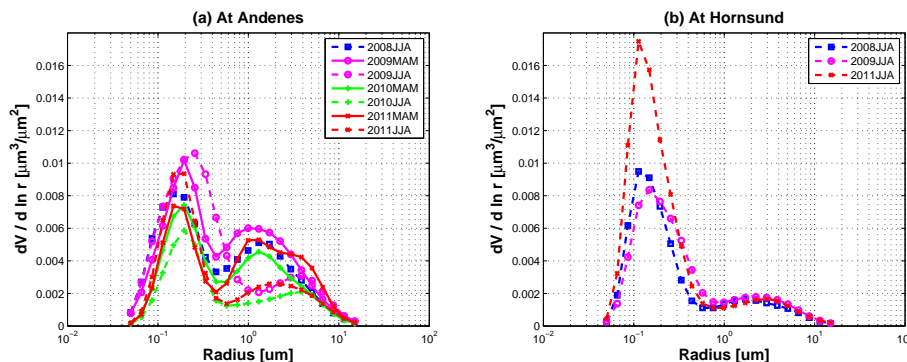 (a) At Andenes
0.016
0.014
0.012
0.01
0.008
0.006
0.004
0.002
0
dV / d ln r [μm³/μm²]
10⁻²
10⁻¹
10⁰
10¹
10²
Radius [um]
2008JJA
2009MAM
2009JJA
2010MAM
2010JJA
2011MAM
2011JJA
(b) At Hornsund
0.016
0.014
0.012
0.01
0.008
0.006
0.004
0.002
0
dV / d ln r [μm³/μm²]
10⁻²
10⁻¹
10⁰
10¹
10²
Radius [um]
2008JJA
2009JJA
2011JJA